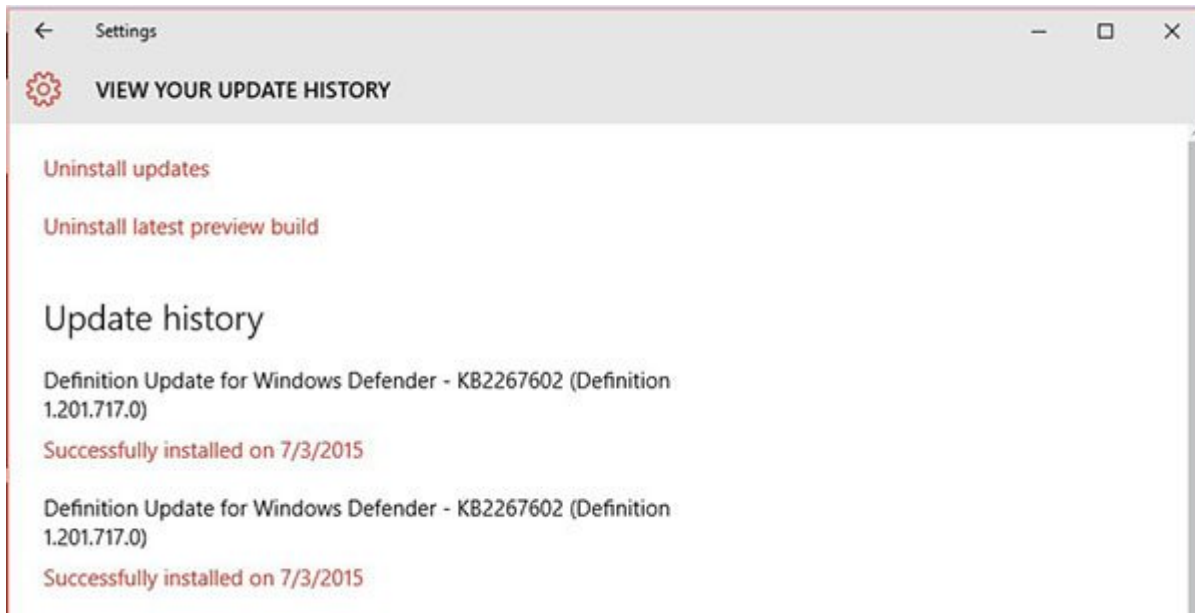 Settings
VIEW YOUR UPDATE HISTORY
Uninstall updates
Uninstall latest preview build
Update history
Definition Update for Windows Defender - KB2267602 (Definition
1.201.717.0)
Successfully installed on 7/3/2015
Definition Update for Windows Defender - KB2267602 (Definition
1.201.717.0)
Successfully installed on 7/3/2015